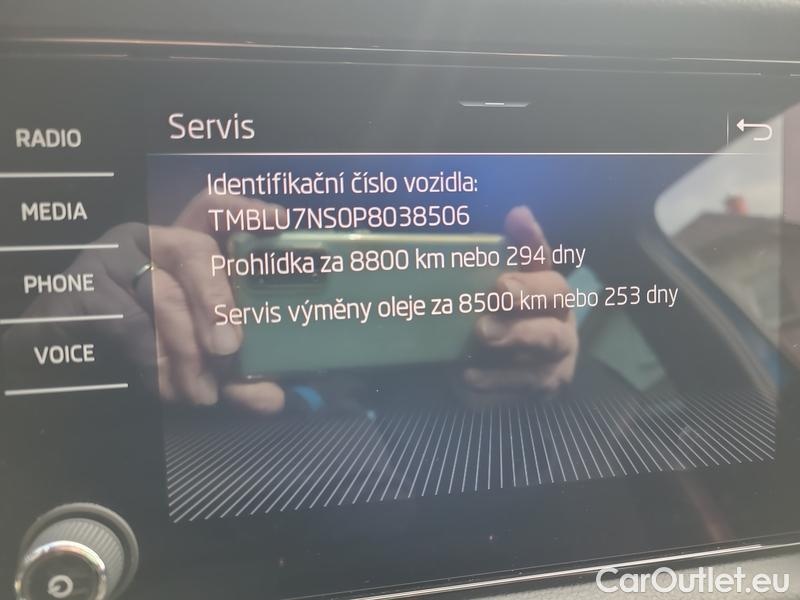 Servis
RADIO
MEDIA
PHONE
VOICE
Identifikační číslo vozidla:
TMBLU7NS0P8038506
Prohlídka za 8800 km nebo 294 dny
Servis výměny oleje za 8500 km nebo 253 dny
CarOutlet.eu